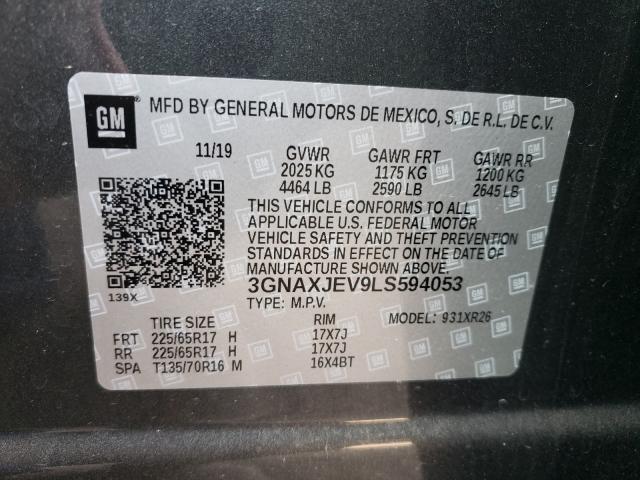 GM MFD BY GENERAL MOTORS DE MEXICO, S. DE R.L. DE C.V.
11/19 GVWR GAWR FRT GAWR RR
2025 KG 1175 KG 1200 KG
4464 LB 2590 LB 2645 LB
THIS VEHICLE CONFORMS TO ALL
APPLICABLE U.S. FEDERAL MOTOR
VEHICLE SAFETY AND THEFT PREVENTION
STANDARDS IN EFFECT ON THE DATE OF
MANUFACTURE SHOWN ABOVE.
139X 3GNAXJEV9LS594053
TYPE: M.P.V.
TIRE SIZE RIM MODEL: 931XR26
FRT 225/65R17 H 17X7J
RR 225/65R17 H 17X7J
SPA T135/70R16 M 16X4BT